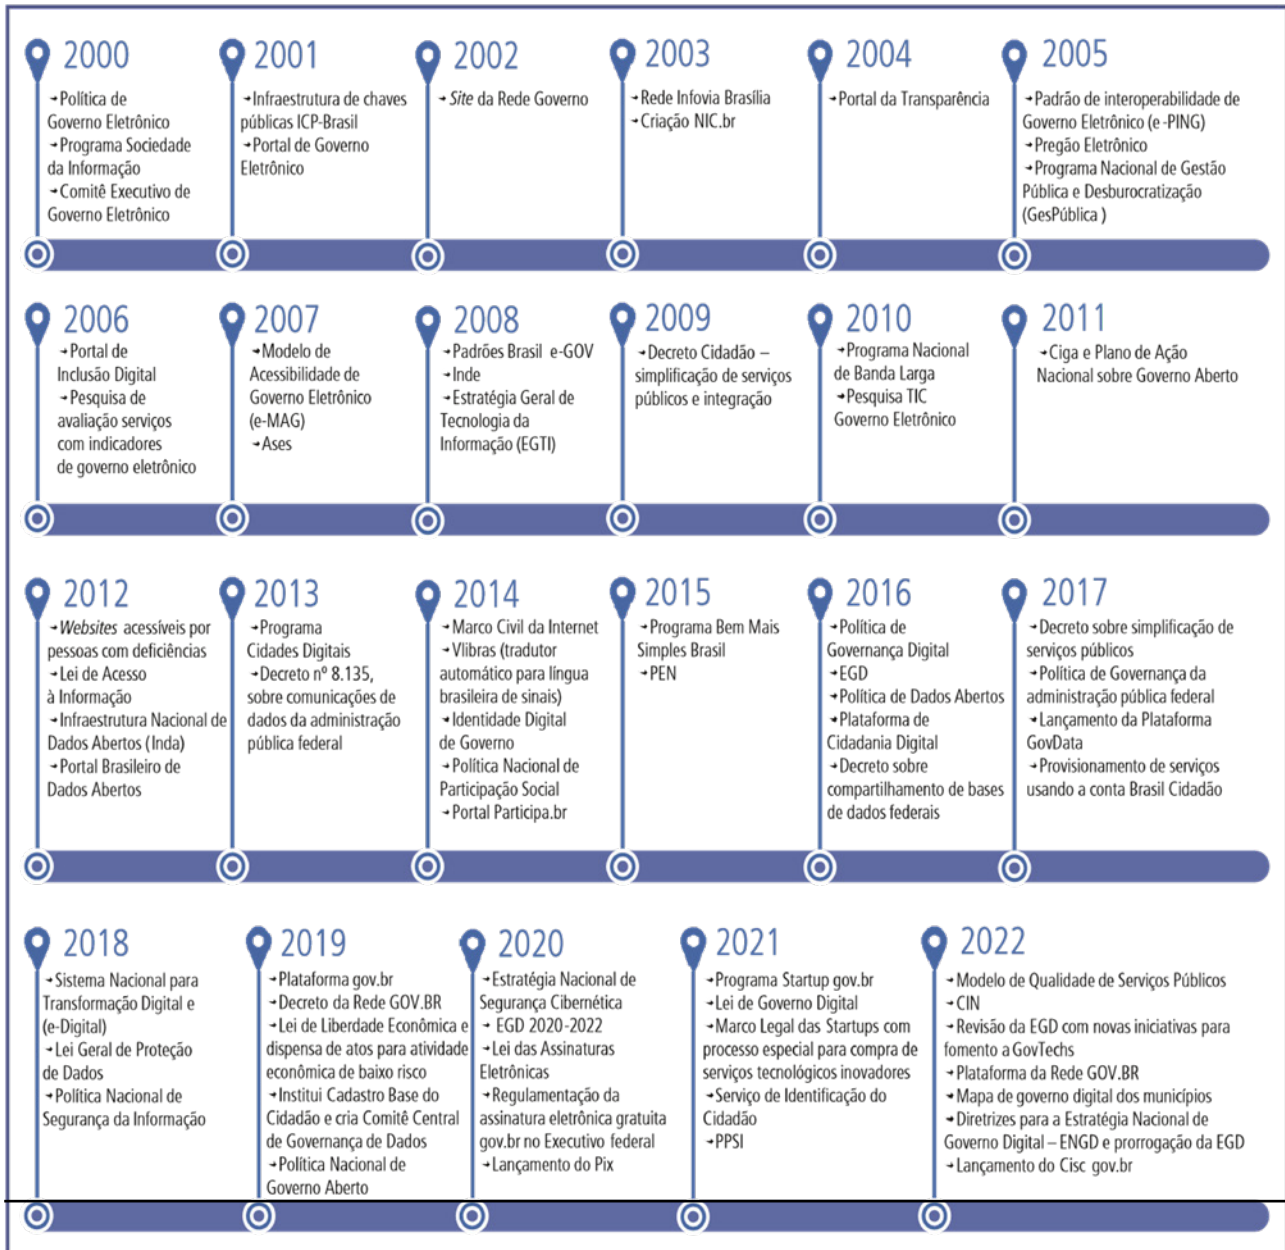 2000
→Política de
Governo Eletrônico
→Programa Sociedade
da Informação
→Comitê Executivo de
Governo Eletrônico
2001
→Infraestrutura de chaves
públicas ICP-Brasil
→Portal de Governo
Eletrônico
2002
→Site da Rede Governo
2003
→Rede Infovia Brasília
→Criação NIC.br
2004
→Portal da Transparência
2005
→Padrão de interoperabilidade de
Governo Eletrônico (e -PING)
→Pregão Eletrônico
→Programa Nacional de Gestão
Pública e Desburocratização
(GesPública )
2006
→Portal de
Inclusão Digital
→Pesquisa de
avaliação serviços
com indicadores
de governo eletrônico
2007
→Modelo de
Acessibilidade de
Governo Eletrônico
(e-MAG)
→Ases
2008
→Padrões Brasil e-GOV
→Inde
→Estratégia Geral de
Tecnologia da
Informação (EGTI)
2009
→Decreto Cidadão –
simplificação de serviços
públicos e integração
2010
→Programa Nacional
de Banda Larga
→Pesquisa TIC
Governo Eletrônico
2011
→Ciga e Plano de Ação
Nacional sobre Governo Aberto
2012
→Websites acessíveis por
pessoas com deficiências
→Lei de Acesso
à Informação
→Infraestrutura Nacional de
Dados Abertos (Inda)
→Portal Brasileiro de
Dados Abertos
2013
→Programa
Cidades Digitais
→Decreto nº 8.135,
sobre comunicações de
dados da administração
pública federal
2014
→Marco Civil da Internet
→Vlibras (tradutor
automático para língua
brasileira de sinais)
→Identidade Digital
de Governo
→Política Nacional de
Participação Social
→Portal Participa.br
2015
→Programa Bem Mais
Simples Brasil
→PEN
2016
→Política de
Governança Digital
→EGD
→Política de Dados Abertos
→Plataforma de
Cidadania Digital
→Decreto sobre
compartilhamento de bases
de dados federais
2017
→Decreto sobre simplificação de
serviços públicos
→Política de Governança da
administração pública federal
→Lançamento da Plataforma
GovData
→Provisionamento de serviços
usando a conta Brasil Cidadão
2018
→Sistema Nacional para
Transformação Digital e
(e-Digital)
→Lei Geral de Proteção
de Dados
→Política Nacional de
Segurança da Informação
2019
→Plataforma gov.br
→Decreto da Rede GOV.BR
→Lei de Liberdade Econômica e
dispensa de atos para atividade
econômica de baixo risco
→Institui Cadastro Base do
Cidadão e cria Comitê Central
de Governança de Dados
→Política Nacional de
Governo Aberto
2020
→Estratégia Nacional de
Segurança Cibernética
→ EGD 2020-2022
→Lei das Assinaturas
Eletrônicas
→Regulamentação da
assinatura eletrônica gratuita
gov.br no Executivo federal
→Lançamento do Pix
2021
→Programa Startup gov.br
→Lei de Governo Digital
→Marco Legal das Startups com
processo especial para compra de
serviços tecnológicos inovadores
→Serviço de Identificação do
Cidadão
→PPSI
2022
→Modelo de Qualidade de Serviços Públicos
→CIN
→Revisão da EGD com novas iniciativas para
fomento a GovTechs
→Plataforma da Rede GOV.BR
→Mapa de governo digital dos municípios
→Diretrizes para a Estratégia Nacional de
Governo Digital – ENGD e prorrogação da EGD
→Lançamento do Cisc gov.br